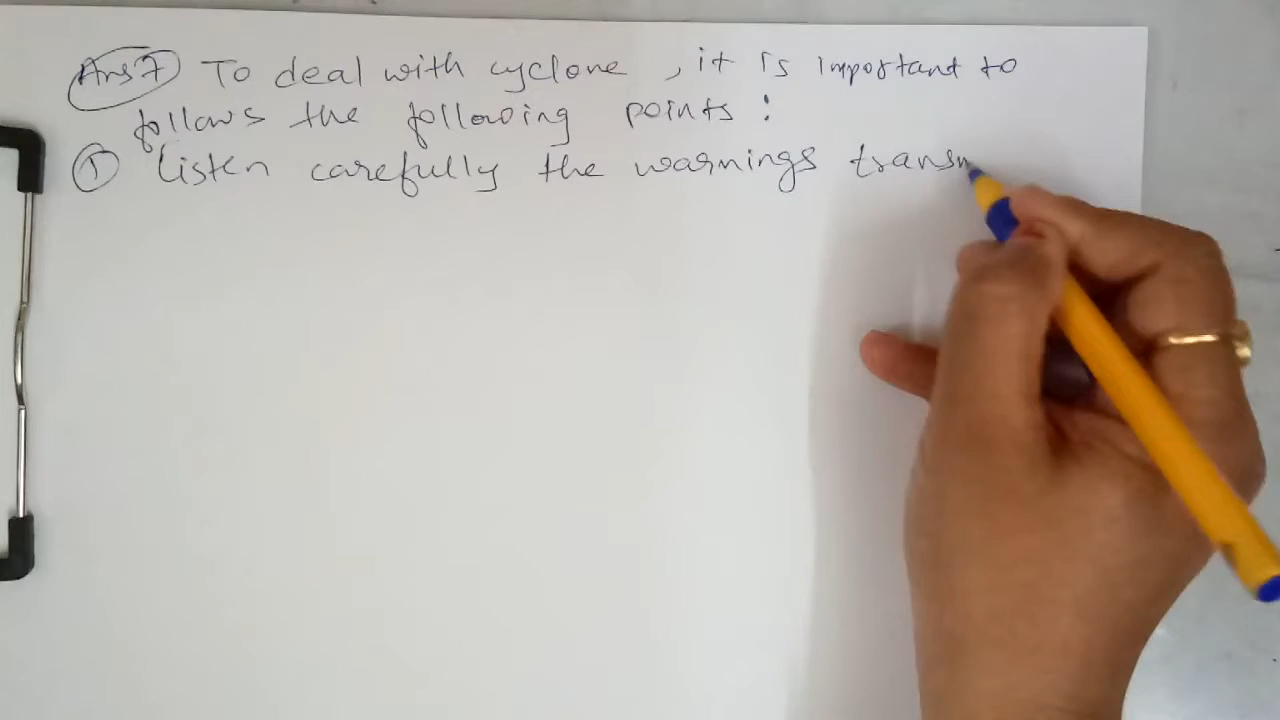 Ans 7 To deal with cyclone, it is important to
follows the following points:
① Listen carefully the warnings transm